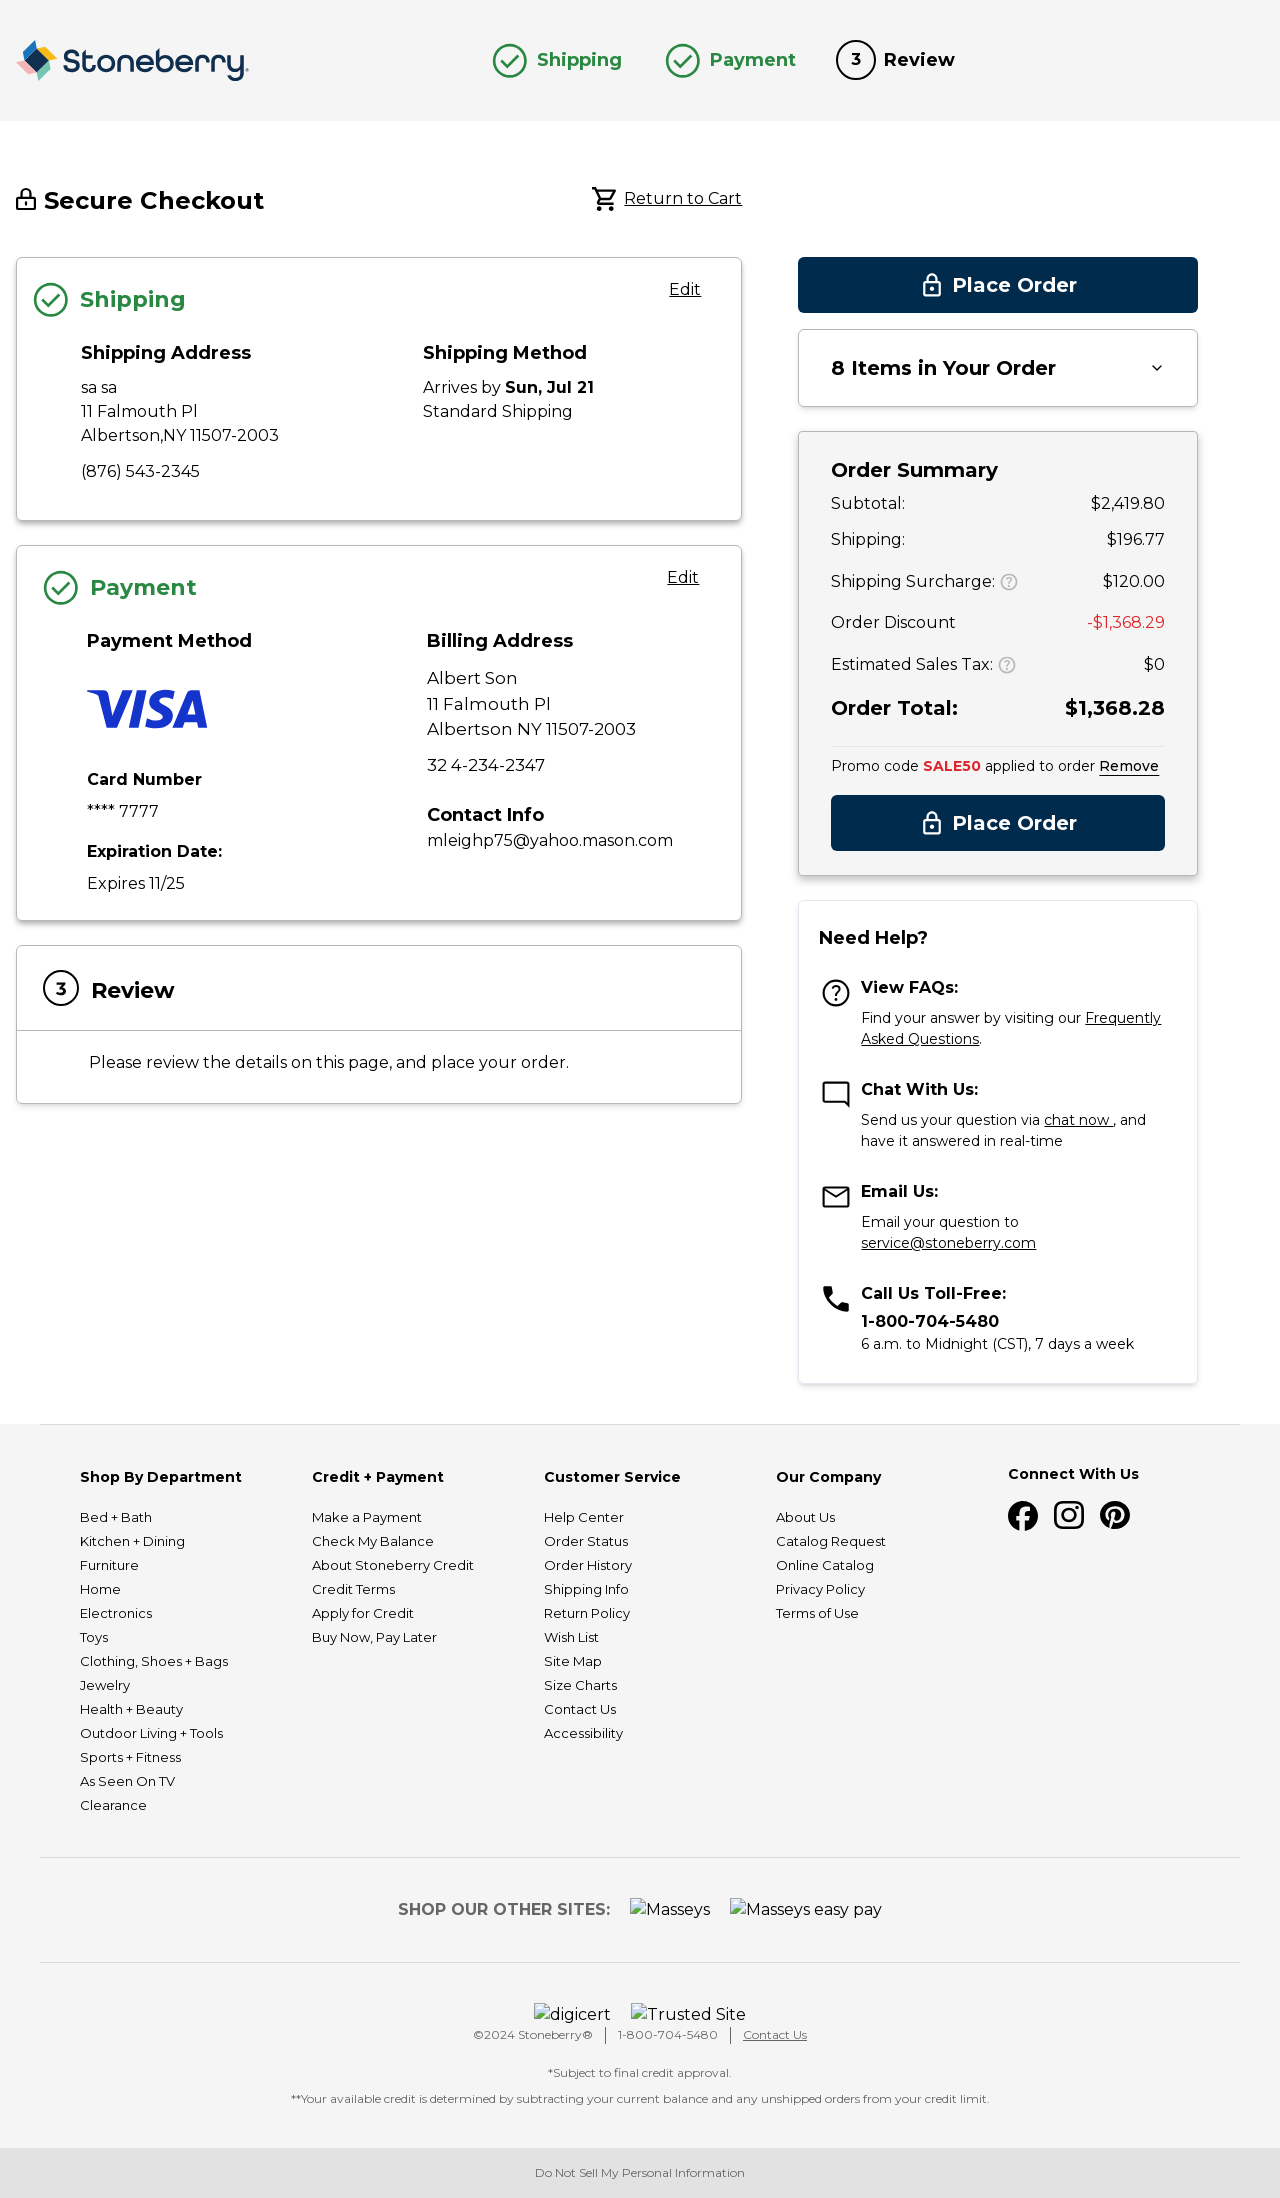 Stoneberry
Shipping
Payment
3 Review
Secure Checkout
Return to Cart
Shipping
Edit
Shipping Address
sa sa
11 Falmouth Pl
Albertson,NY 11507-2003
(876) 543-2345
Shipping Method
Arrives by Sun, Jul 21
Standard Shipping
Payment
Edit
Payment Method
VISA
Card Number
**** 7777
Expiration Date:
Expires 11/25
Billing Address
Albert Son
11 Falmouth Pl
Albertson NY 11507-2003
32 4-234-2347
Contact Info
mleighp75@yahoo.mason.com
3 Review
Please review the details on this page, and place your order.
Place Order
8 Items in Your Order
Order Summary
Subtotal: $2,419.80
Shipping: $196.77
Shipping Surcharge: ? $120.00
Order Discount -$1,368.29
Estimated Sales Tax: ? $0
Order Total: $1,368.28
Promo code SALE50 applied to order Remove
Place Order
Need Help?
View FAQs:
Find your answer by visiting our Frequently
Asked Questions.
Chat With Us:
Send us your question via chat now , and
have it answered in real-time
Email Us:
Email your question to
service@stoneberry.com
Call Us Toll-Free:
1-800-704-5480
6 a.m. to Midnight (CST), 7 days a week
Shop By Department
Bed + Bath
Kitchen + Dining
Furniture
Home
Electronics
Toys
Clothing, Shoes + Bags
Jewelry
Health + Beauty
Outdoor Living + Tools
Sports + Fitness
As Seen On TV
Clearance
Credit + Payment
Make a Payment
Check My Balance
About Stoneberry Credit
Credit Terms
Apply for Credit
Buy Now, Pay Later
Customer Service
Help Center
Order Status
Order History
Shipping Info
Return Policy
Wish List
Site Map
Size Charts
Contact Us
Accessibility
Our Company
About Us
Catalog Request
Online Catalog
Privacy Policy
Terms of Use
Connect With Us
SHOP OUR OTHER SITES: Masseys Masseys easy pay
digicert Trusted Site
©2024 Stoneberry® | 1-800-704-5480 | Contact Us
*Subject to final credit approval.
**Your available credit is determined by subtracting your current balance and any unshipped orders from your credit limit.
Do Not Sell My Personal Information